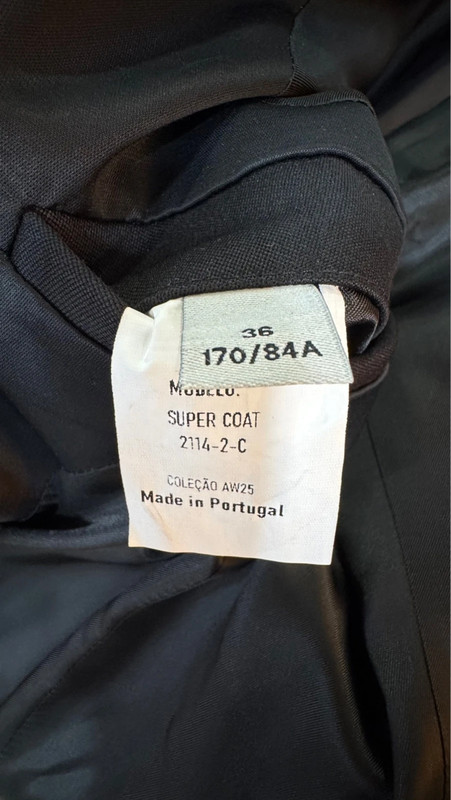 36
170/84A
MODELO:
SUPER COAT
2114-2-C
COLEÇÃO AW25
Made in Portugal